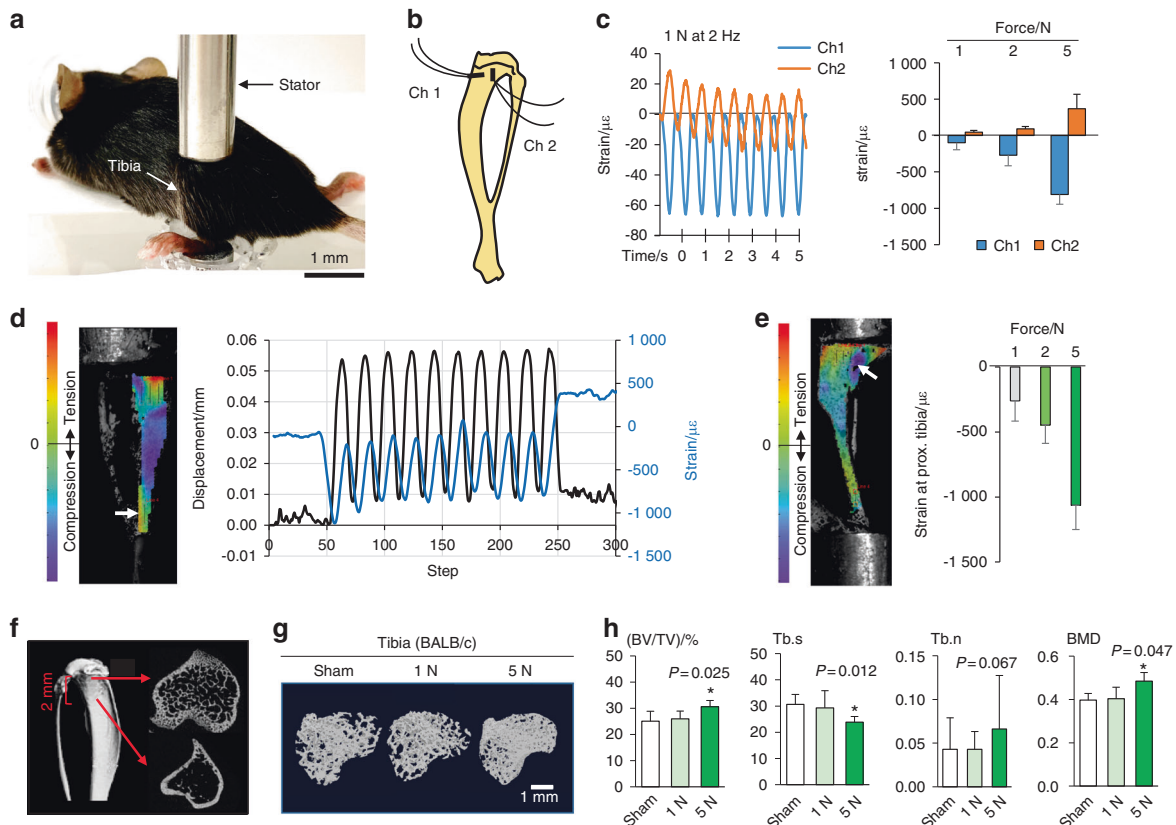 a
Stator
Tibia
1 mm
b
Ch 1
Ch 2
c
1 N at 2 Hz
Ch1
Ch2
Strain/με
40
20
0
-20
-40
-60
-80
Time/s 0 1 2 3 4 5
Force/N
1 2 5
strain/με
1 000
500
0
-500
-1 000
-1 500
Ch1 Ch2
d
0
Compression Tension
Displacement/mm
0.06
0.05
0.04
0.03
0.02
0.01
0.00
-0.01
0 50 100 150 200 250 300
Step
1 000
500
0
-500
-1 000
-1 500
Strain/με
e
0
Compression Tension
Force/N
1 2 5
Strain at prox. tibia/με
0
-500
-1 000
-1 500
f
2 mm
g
Tibia (BALB/c)
Sham 1 N 5 N
1 mm
h
(BV/TV)/%
P = 0.025
*
50
40
30
20
10
0
Sham
1 N
5 N
Tb.s
P = 0.012
*
50
40
30
20
10
0
Sham
1 N
5 N
Tb.n
P = 0.067
0.15
0.10
0.05
0.00
Sham
1 N
5 N
BMD
P = 0.047
*
0.6
0.4
0.2
0.0
Sham
1 N
5 N